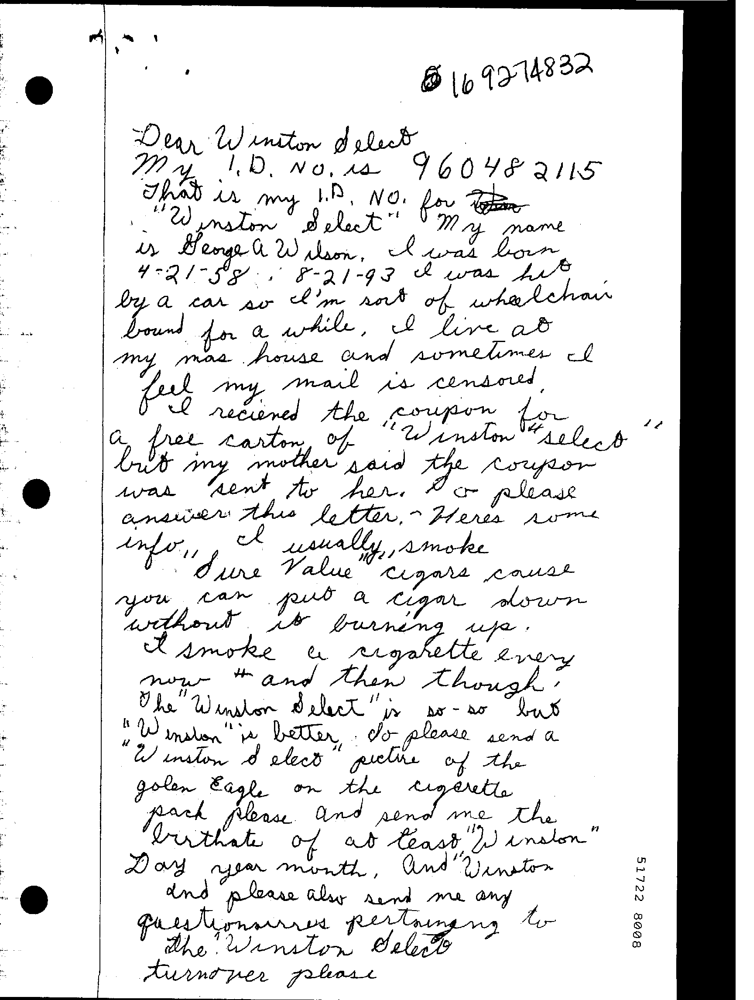 169274832
Dear Winston Select
My I.D. No. is 960482115
That is my I.D. NO. for
"Winston Select" My name
is George A Wilson, I was born
4-21-58. 8-21-93 I was hit
by a car so I'm sort of wheelchair
bound for a while, I live at
my mas house and sometimes I
feel my mail is censored.
I reciened the coupon for
a free carton of "Winston "select"
but my mother said the coupon
was sent to her. So please
answer this letter. - Heres some
info,, I usually,, smoke
"Sure Value" cigars cause
you can put a cigar down
without it burning up.
I smoke a cigarette every
now + and then though.
The "Winston Select" is so-so but
"Winston" is better. So please send a
"Winston Select" picture of the
golen Eagle on the cigerette
pack please and send me the
birthate of at least "Winston"
Day year month, and "Winston
and please also send me any
questionairres pertainging to
the "Winston Select
turnover please
51722 8008